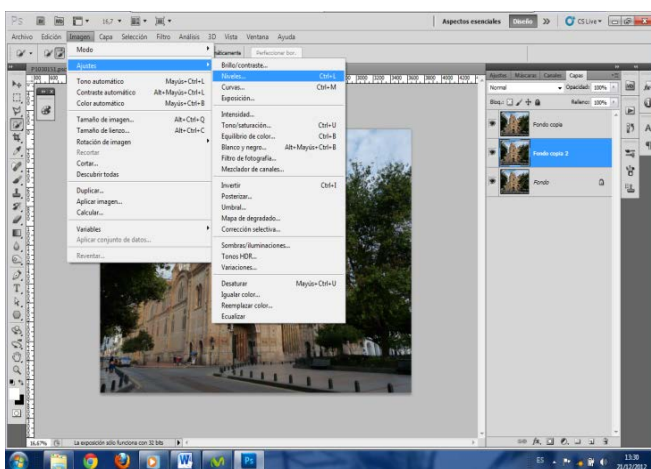 Ps 16,7 Aspectos esenciales Diseño CS Live
Archivo Edición Imagen Capa Selección Filtro Análisis 3D Vista Ventana Ayuda
Modo
Ajustes
Tono automático Mayús+Ctrl+L
Contraste automático Alt+Mayús+Ctrl+L
Color automático Mayús+Ctrl+B
Tamaño de imagen... Alt+Ctrl+Q
Tamaño de lienzo... Alt+Ctrl+C
Rotación de imagen
Recortar
Cortar...
Descubrir todas
Duplicar...
Aplicar imagen...
Calcular...
Variables
Aplicar conjunto de datos...
Reventar...
Brillo/contraste...
Niveles... Ctrl+L
Curvas... Ctrl+M
Exposición...
Intensidad...
Tono/saturación... Ctrl+U
Equilibrio de color... Ctrl+B
Blanco y negro... Alt+Mayús+Ctrl+B
Filtro de fotografía...
Mezclador de canales...
Invertir Ctrl+I
Posterizar...
Umbral...
Mapa de degradado...
Corrección selectiva...
Sombras/iluminaciones...
Tonos HDR...
Variaciones...
Desaturar Mayús+Ctrl+U
Igualar color...
Reemplazar color...
Ecualizar
Ajustes Máscaras Canales Capas
Normal Opacidad: 100%
Bloq.: Relleno: 100%
Fondo copia
Fondo copia 2
Fondo
16,67% La exposición sólo funciona con 32 bits
ES 13:30
21/12/2012